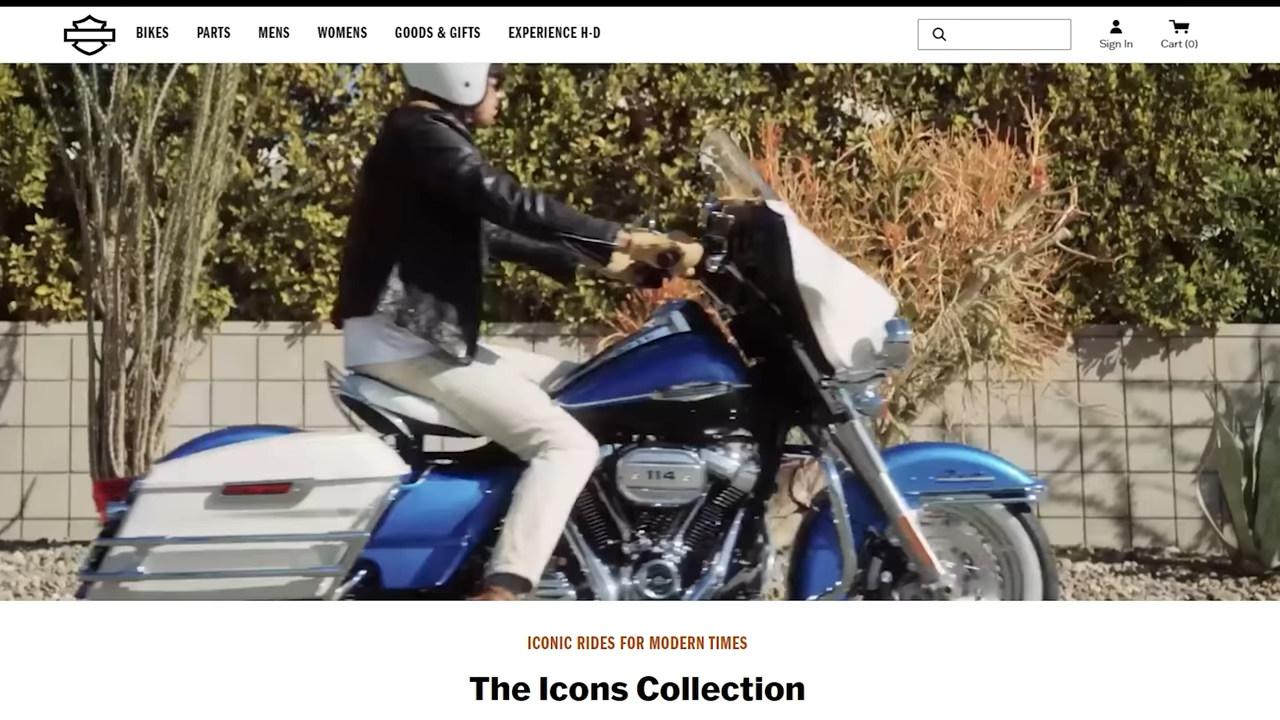 BIKES
PARTS
MENS
WOMENS
GOODS & GIFTS
EXPERIENCE H-D
Sign In
Cart (0)
114
ICONIC RIDES FOR MODERN TIMES
The Icons Collection